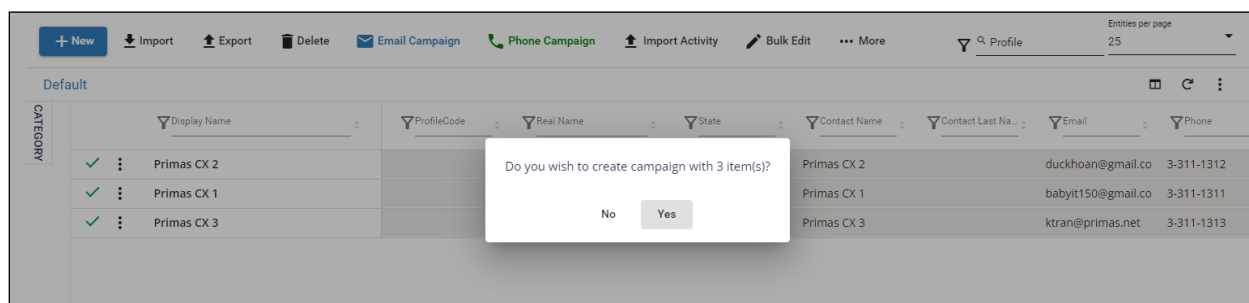 Entities per page
+ New Import Export Delete Email Campaign Phone Campaign Import Activity Bulk Edit ••• More Profile 25
Default
CATEGORY
Display Name ProfileCode Real Name State Contact Name Contact Last Na... Email Phone
Do you wish to create campaign with 3 item(s)?
No Yes
Primas CX 2 Primas CX 2 duckhoan@gmail.co 3-311-1312
Primas CX 1 Primas CX 1 babyit150@gmail.co 3-311-1311
Primas CX 3 Primas CX 3 ktran@primas.net 3-311-1313